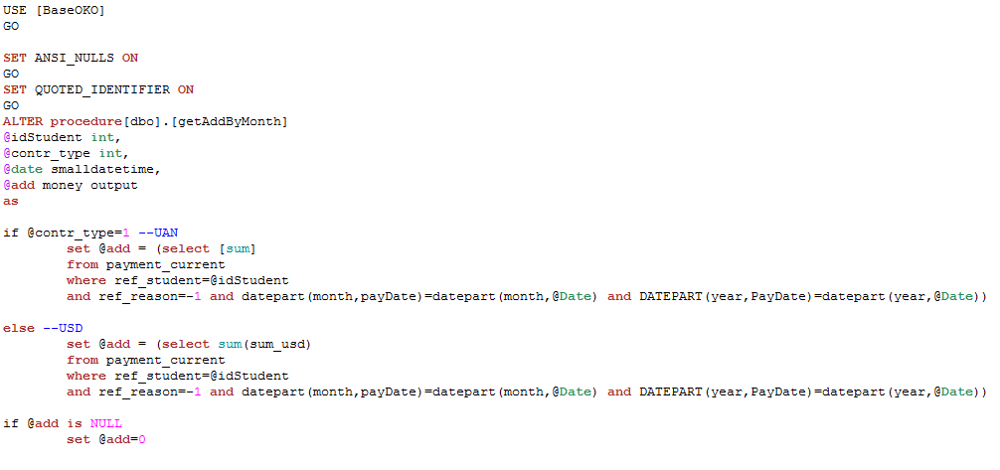 USE [BaseOKO]
GO
SET ANSI_NULLS ON
GO
SET QUOTED_IDENTIFIER ON
GO
ALTER procedure[dbo].[getAddByMonth]
@idStudent int,
@contr_type int,
@date smalldatetime,
@add money output
as
if @contr_type=1 --UAN
set @add = (select [sum]
from payment_current
where ref_student=@idStudent
and ref_reason=-1 and datepart(month,payDate)=datepart(month,@Date) and DATEPART(year,PayDate)=datepart(year,@Date))
else --USD
set @add = (select sum(sum_usd)
from payment_current
where ref_student=@idStudent
and ref_reason=-1 and datepart(month,payDate)=datepart(month,@Date) and DATEPART(year,PayDate)=datepart(year,@Date))
if @add is NULL
set @add=0